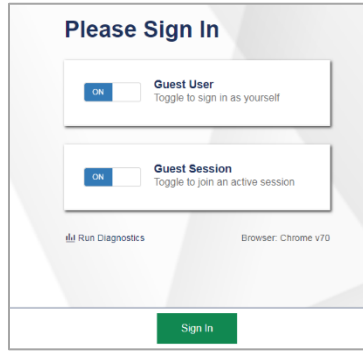 Please Sign In
ON
Guest User
Toggle to sign in as yourself
ON
Guest Session
Toggle to join an active session
Run Diagnostics
Browser: Chrome v70
Sign In